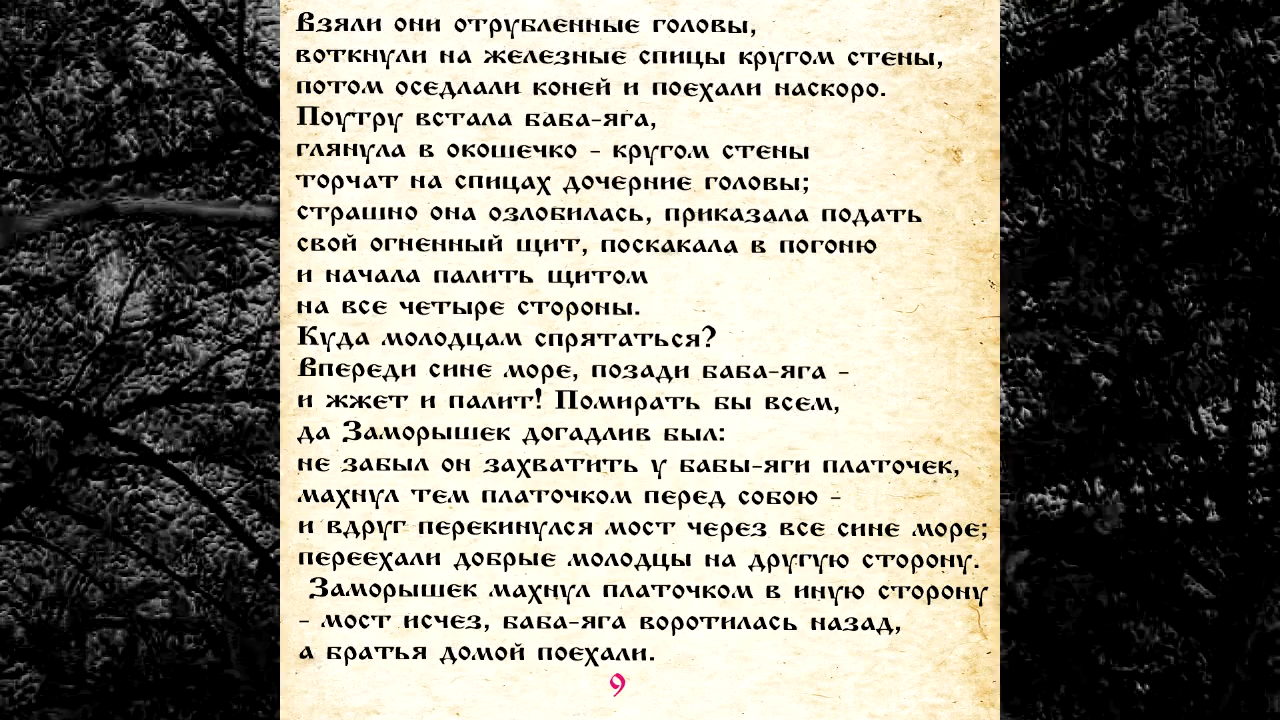 Взяли они отрубленные головы,
воткнули на железные спицы кругом стены,
потом оседлали коней и поехали наскоро.
Поутру встала баба-яга,
глянула в окошечко - кругом стены
торчат на спицах дочерние головы;
страшно она озлобилась, приказала подать
свой огненный щит, поскакала в погоню
и начала палить щитом
на все четыре стороны.
Куда молодцам спрятаться?
Впереди сине море, позади баба-яга -
и жжет и палит! Помирать бы всем,
да Заморышек догадлив был:
не забыл он захватить у бабы-яги платочек,
махнул тем платочком перед собою -
и вдруг перекинулся мост через все сине море;
переехали добрые молодцы на другую сторону.
Заморышек махнул платочком в иную сторону
- мост исчез, баба-яга воротилась назад,
а братья домой поехали.
9